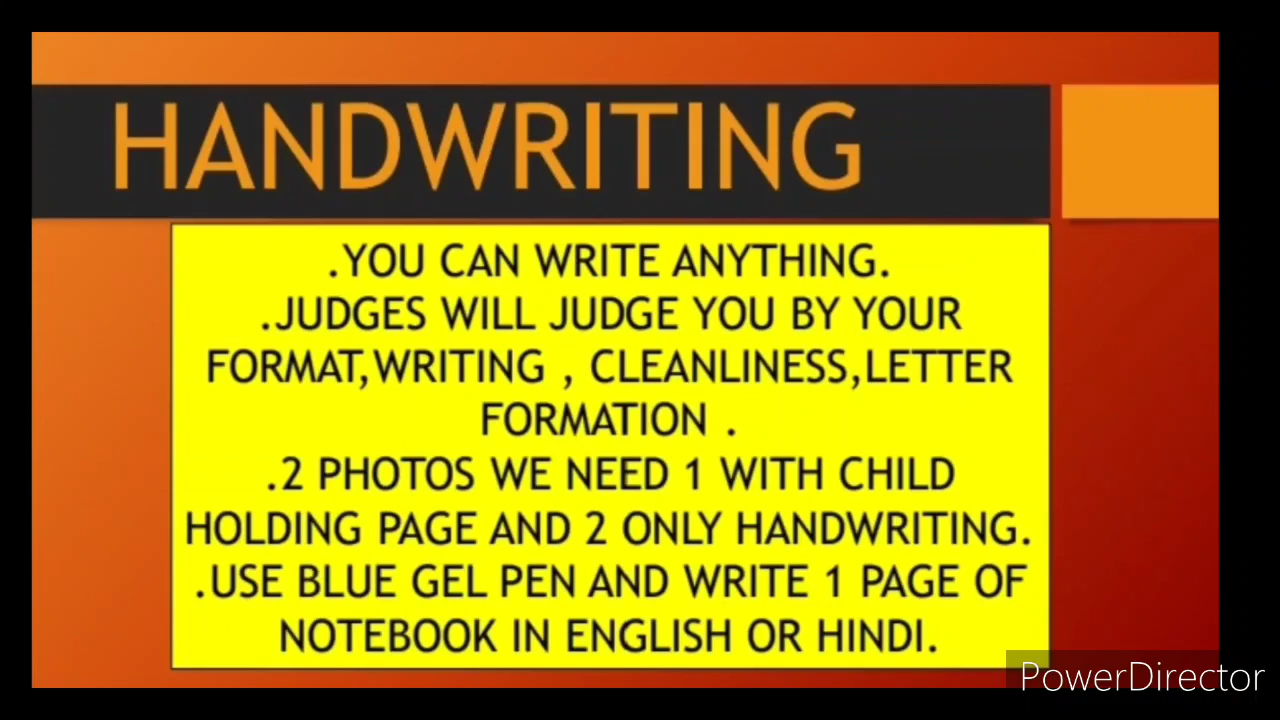 HANDWRITING
.YOU CAN WRITE ANYTHING.
.JUDGES WILL JUDGE YOU BY YOUR
FORMAT,WRITING , CLEANLINESS,LETTER
FORMATION .
.2 PHOTOS WE NEED 1 WITH CHILD
HOLDING PAGE AND 2 ONLY HANDWRITING.
.USE BLUE GEL PEN AND WRITE 1 PAGE OF
NOTEBOOK IN ENGLISH OR HINDI.
PowerDirector